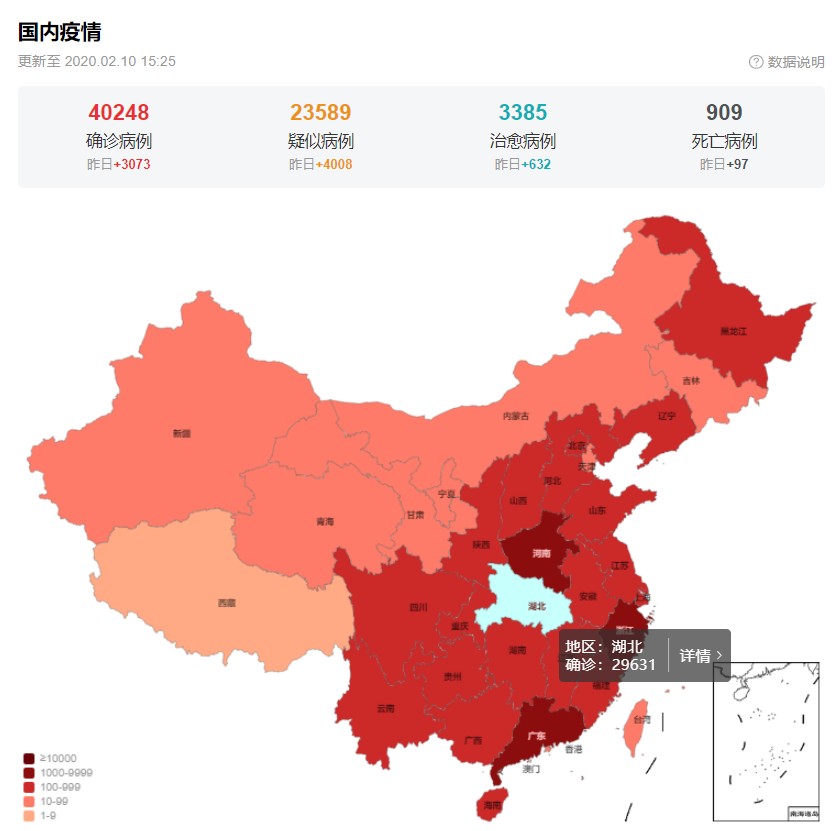 国内疫情
更新至 2020.02.10 15:25
数据说明
40248 23589 3385 909
确诊病例 疑似病例 治愈病例 死亡病例
昨日+3073 昨日+4008 昨日+632 昨日+97
黑龙江
吉林
内蒙古
辽宁
新疆
北京
天津
河北
宁夏
山西
山东
青海
甘肃
陕西
河南
江苏
西藏
四川
湖北
安徽
上海
重庆
浙江
地区：湖北
确诊：29631
详情
湖南
贵州
福建
云南
台湾
广东
广西
香港
澳门
海南
≥10000
1000-9999
100-999
10-99
1-9
南海诸岛